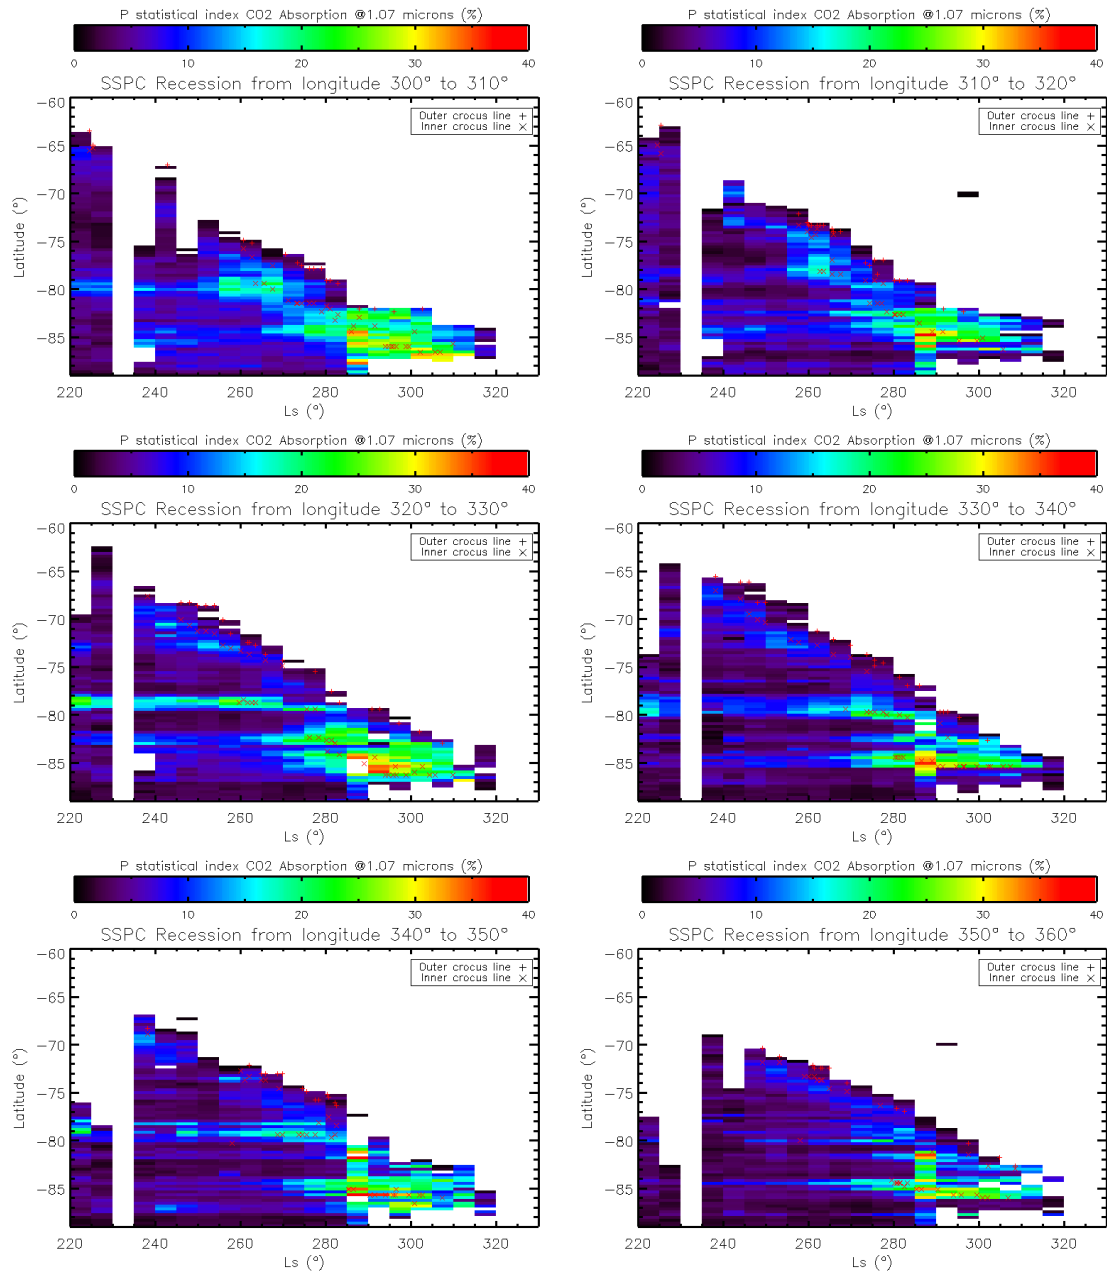 P statistical index CO2 Absorption @1.07 microns (%)
0 10 20 30 40
SSPC Recession from longitude 300° to 310°
Outer crocus line +
Inner crocus line ×
−60
−65
−70
−75
−80
−85
Latitude (°)
220 240 260 280 300 320
Ls (°)
P statistical index CO2 Absorption @1.07 microns (%)
0 10 20 30 40
SSPC Recession from longitude 310° to 320°
Outer crocus line +
Inner crocus line ×
−60
−65
−70
−75
−80
−85
Latitude (°)
220 240 260 280 300 320
Ls (°)
P statistical index CO2 Absorption @1.07 microns (%)
0 10 20 30 40
SSPC Recession from longitude 320° to 330°
Outer crocus line +
Inner crocus line ×
−60
−65
−70
−75
−80
−85
Latitude (°)
220 240 260 280 300 320
Ls (°)
P statistical index CO2 Absorption @1.07 microns (%)
0 10 20 30 40
SSPC Recession from longitude 330° to 340°
Outer crocus line +
Inner crocus line ×
−60
−65
−70
−75
−80
−85
Latitude (°)
220 240 260 280 300 320
Ls (°)
P statistical index CO2 Absorption @1.07 microns (%)
0 10 20 30 40
SSPC Recession from longitude 340° to 350°
Outer crocus line +
Inner crocus line ×
−60
−65
−70
−75
−80
−85
Latitude (°)
220 240 260 280 300 320
Ls (°)
P statistical index CO2 Absorption @1.07 microns (%)
0 10 20 30 40
SSPC Recession from longitude 350° to 360°
Outer crocus line +
Inner crocus line ×
−60
−65
−70
−75
−80
−85
Latitude (°)
220 240 260 280 300 320
Ls (°)